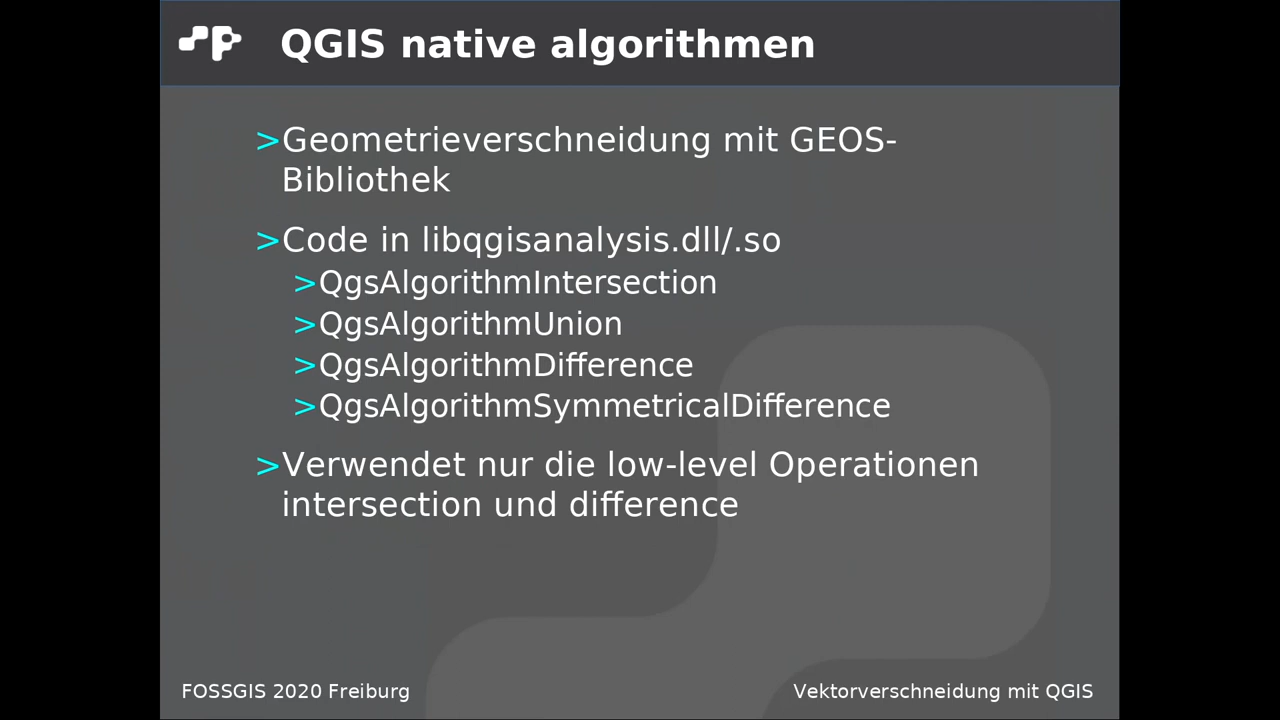 QGIS native algorithmen
>Geometrieverschneidung mit GEOS-
Bibliothek
>Code in libqgisanalysis.dll/.so
>QgsAlgorithmIntersection
>QgsAlgorithmUnion
>QgsAlgorithmDifference
>QgsAlgorithmSymmetricalDifference
>Verwendet nur die low-level Operationen
intersection und difference
FOSSGIS 2020 Freiburg
Vektorverschneidung mit QGIS